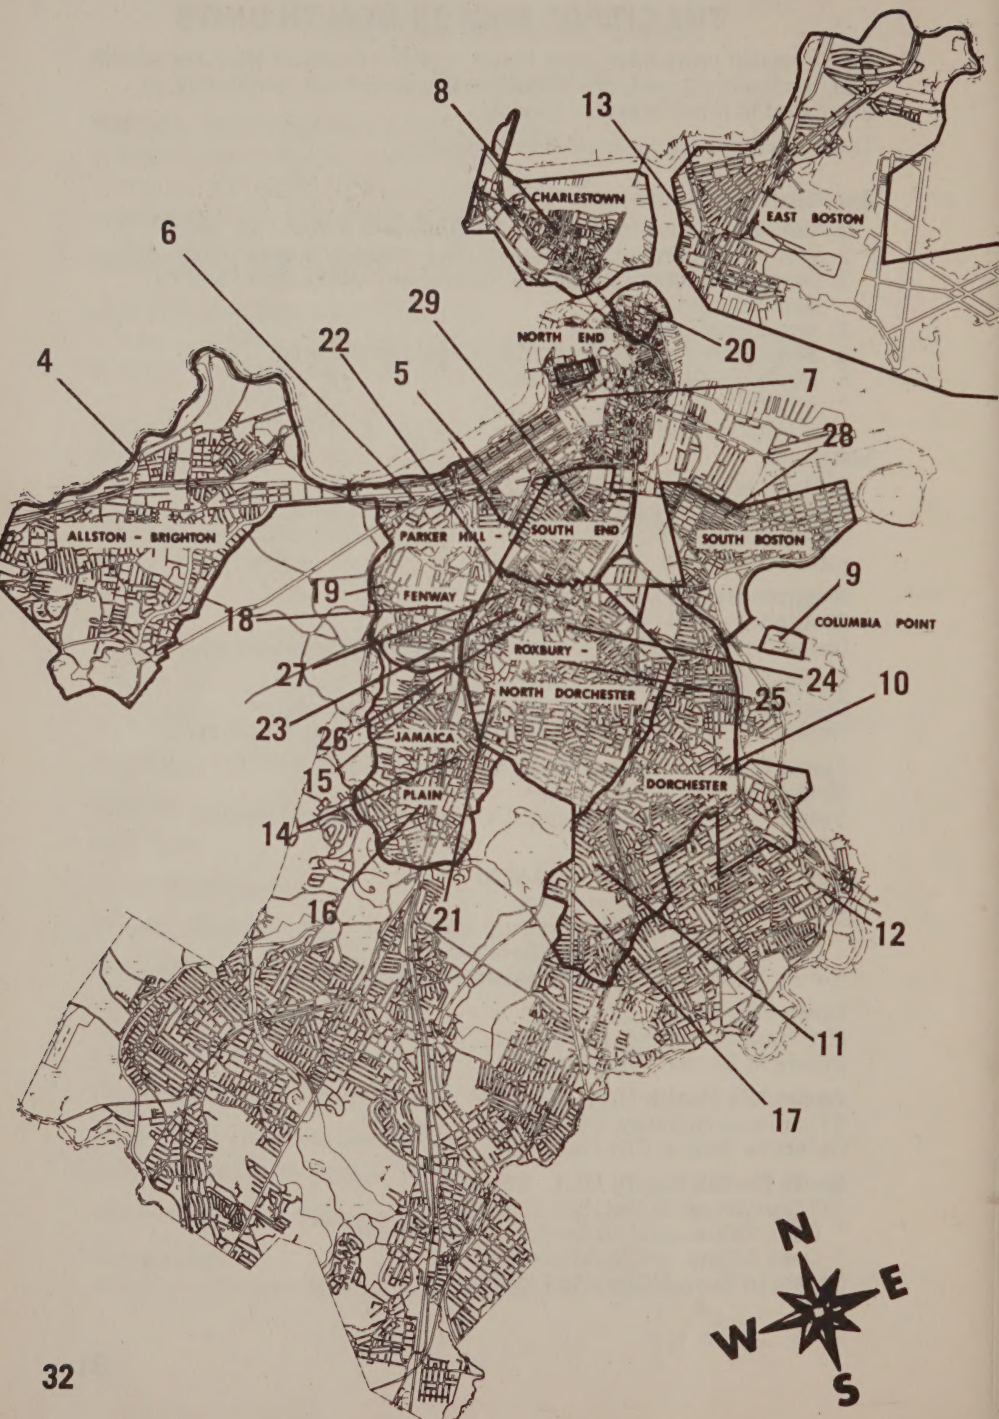 8
13
CHARLESTOWN
EAST BOSTON
6
29
22
NORTH END
20
4
5
7
28
ALLSTON - BRIGHTON
PARKER HILL -
SOUTH END
SOUTH BOSTON
9
19
FENWAY
18
COLUMBIA POINT
ROXBURY -
27
24
25
10
23
NORTH DORCHESTER
26
JAMAICA
15
DORCHESTER
14
PLAIN
16
21
12
11
17
N
E
W
S
32